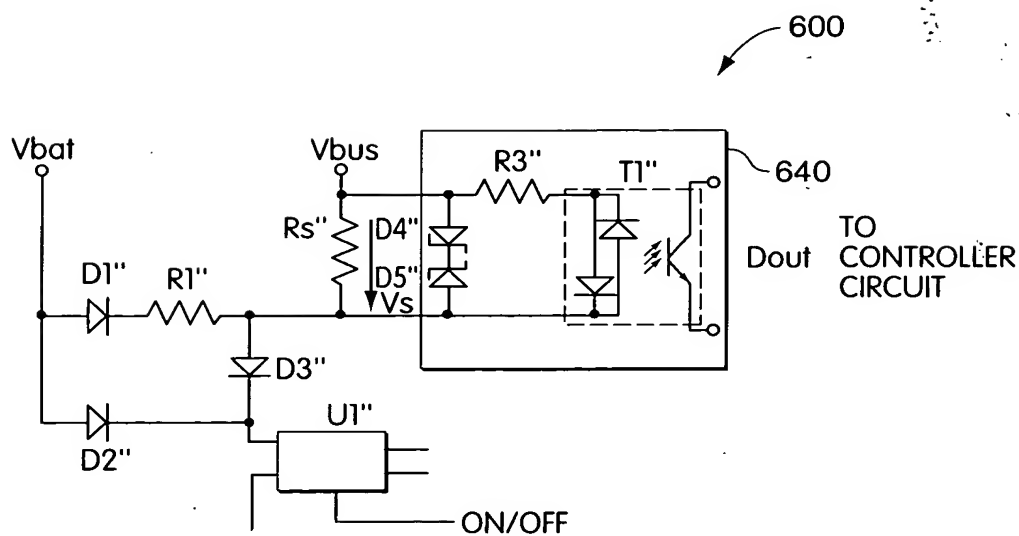 600
Vbat
Vbus
R3"
T1"
640
Rs"
D4"
D5"
Vs
Dout
TO
CONTROLLER
CIRCUIT
D1"
R1"
D3"
D2"
U1"
ON/OFF